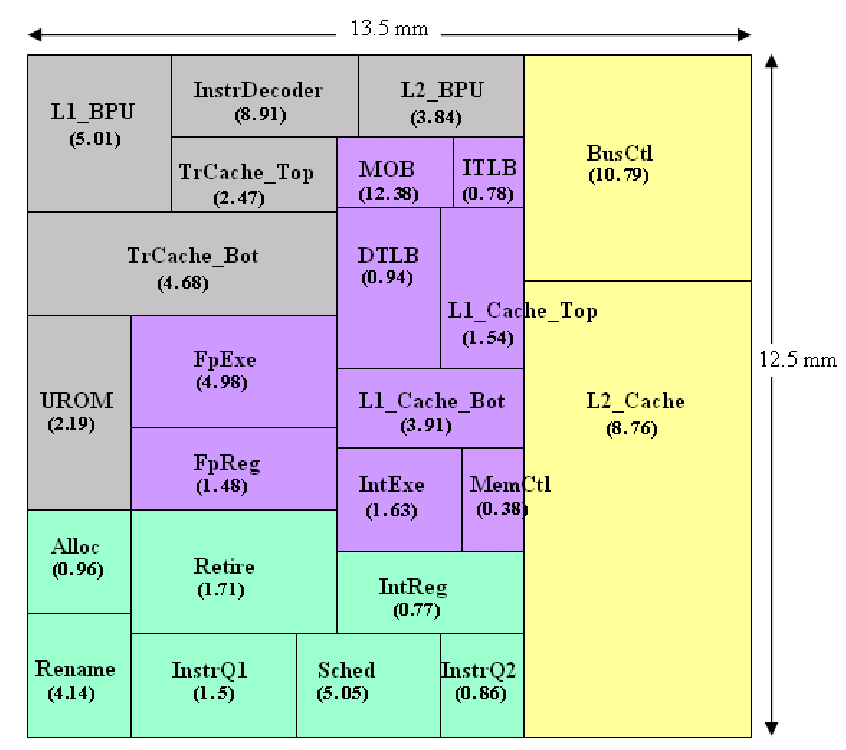 13.5 mm
L1_BPU
(5.01)
InstrDecoder
(8.91)
L2_BPU
(3.84)
BusCtl
(10.79)
TrCache_Top
(2.47)
MOB
(12.38)
ITLB
(0.78)
TrCache_Bot
(4.68)
DTLB
(0.94)
L1_Cache_Top
(1.54)
12.5 mm
FpExe
(4.98)
UROM
(2.19)
L1_Cache_Bot
(3.91)
L2_Cache
(8.76)
FpReg
(1.48)
IntExe
(1.63)
MemCtl
(0.38)
Alloc
(0.96)
Retire
(1.71)
IntReg
(0.77)
Rename
(4.14)
InstrQ1
(1.5)
Sched
(5.05)
InstrQ2
(0.86)